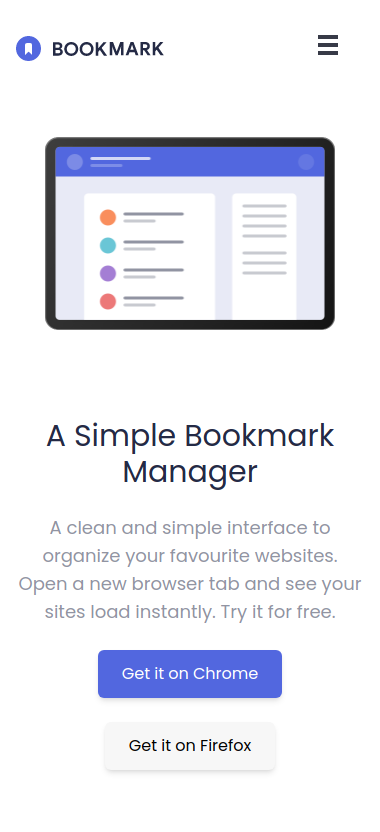 BOOKMARK
A Simple Bookmark
Manager
A clean and simple interface to
organize your favourite websites.
Open a new browser tab and see your
sites load instantly. Try it for free.
Get it on Chrome
Get it on Firefox